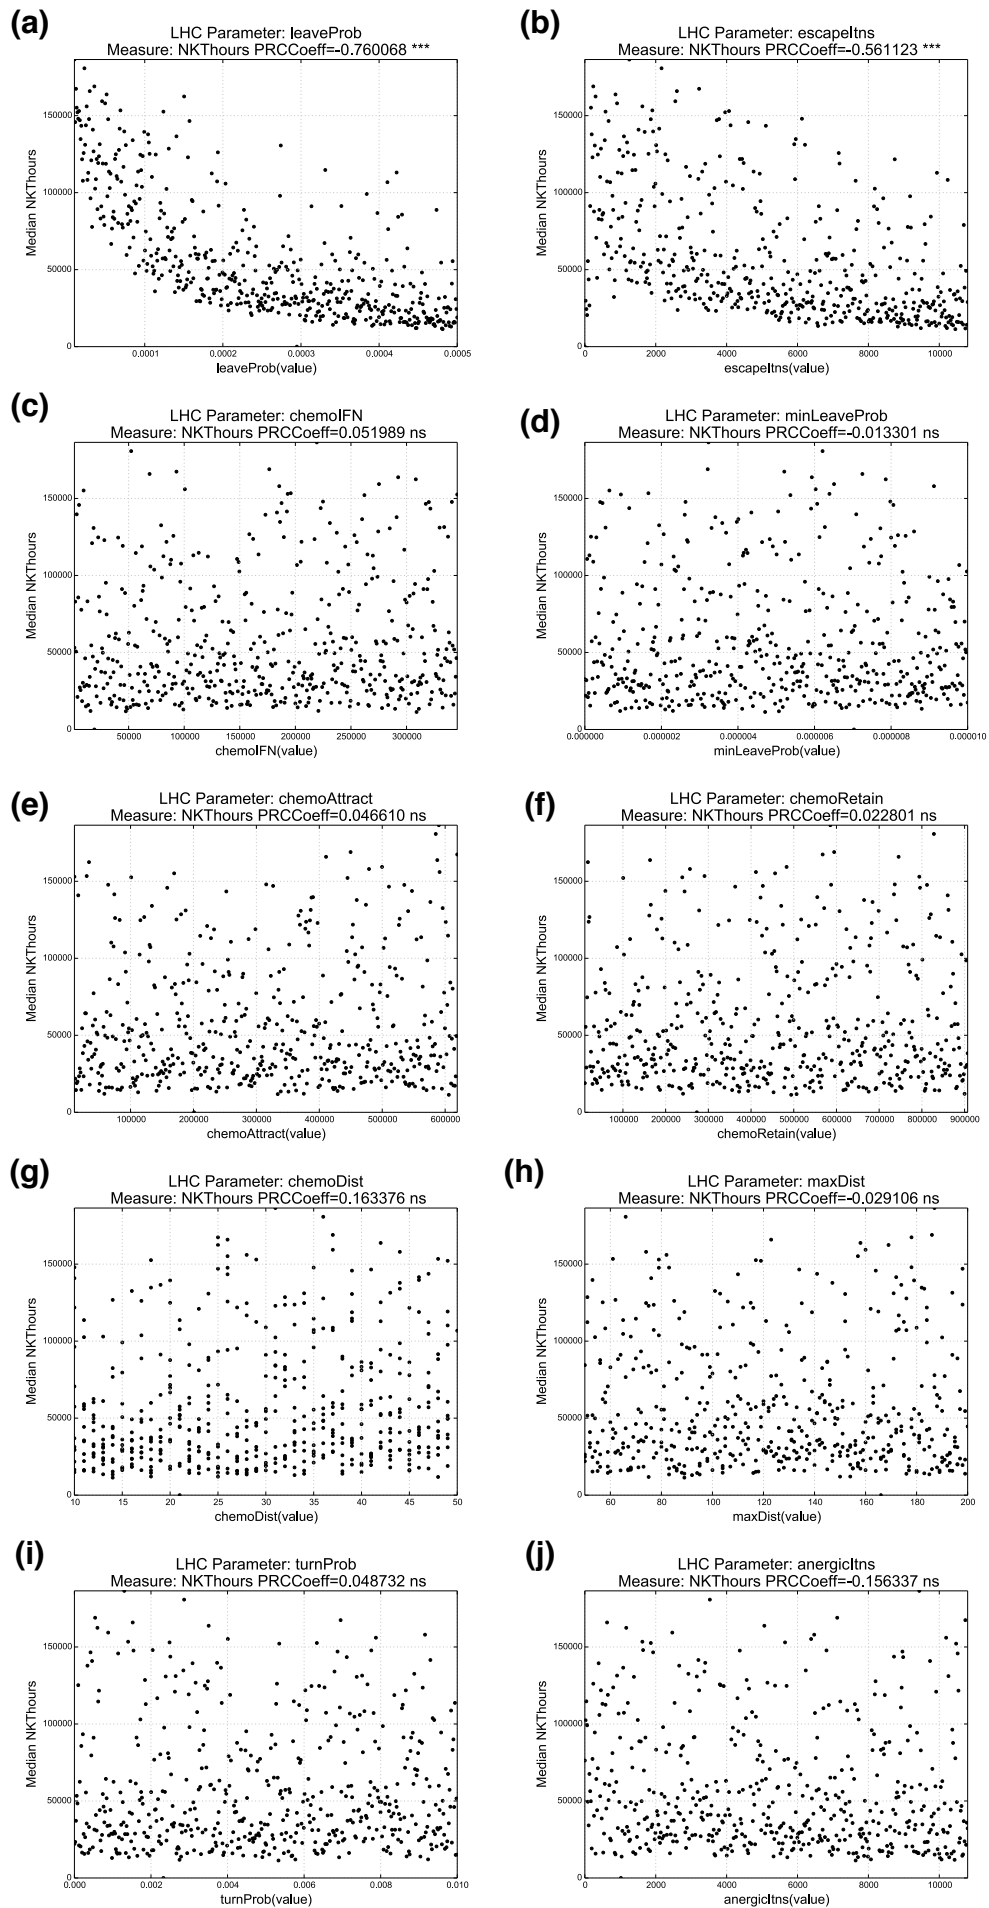 (a)
LHC Parameter: leaveProb
Measure: NKThours PRCCoeff=-0.760068 ***
Median NKThours
150000
100000
50000
0
0.0001 0.0002 0.0003 0.0004 0.0005
leaveProb(value)
(b)
LHC Parameter: escapeItns
Measure: NKThours PRCCoeff=-0.561123 ***
Median NKThours
150000
100000
50000
0
0 2000 4000 6000 8000 10000
escapeItns(value)
(c)
LHC Parameter: chemoIFN
Measure: NKThours PRCCoeff=0.051989 ns
Median NKThours
150000
100000
50000
0
50000 100000 150000 200000 250000 300000
chemoIFN(value)
(d)
LHC Parameter: minLeaveProb
Measure: NKThours PRCCoeff=-0.013301 ns
Median NKThours
150000
100000
50000
0
0.000000 0.000002 0.000004 0.000006 0.000008 0.000010
minLeaveProb(value)
(e)
LHC Parameter: chemoAttract
Measure: NKThours PRCCoeff=0.046610 ns
Median NKThours
150000
100000
50000
0
100000 200000 300000 400000 500000 600000
chemoAttract(value)
(f)
LHC Parameter: chemoRetain
Measure: NKThours PRCCoeff=0.022801 ns
Median NKThours
150000
100000
50000
0
100000 200000 300000 400000 500000 600000 700000 800000 900000
chemoRetain(value)
(g)
LHC Parameter: chemoDist
Measure: NKThours PRCCoeff=0.163376 ns
Median NKThours
150000
100000
50000
0
10 15 20 25 30 35 40 45 50
chemoDist(value)
(h)
LHC Parameter: maxDist
Measure: NKThours PRCCoeff=-0.029106 ns
Median NKThours
150000
100000
50000
0
60 80 100 120 140 160 180 200
maxDist(value)
(i)
LHC Parameter: turnProb
Measure: NKThours PRCCoeff=0.048732 ns
Median NKThours
150000
100000
50000
0
0.000 0.002 0.004 0.006 0.008 0.010
turnProb(value)
(j)
LHC Parameter: anergicItns
Measure: NKThours PRCCoeff=-0.156337 ns
Median NKThours
150000
100000
50000
0
0 2000 4000 6000 8000 10000
anergicItns(value)